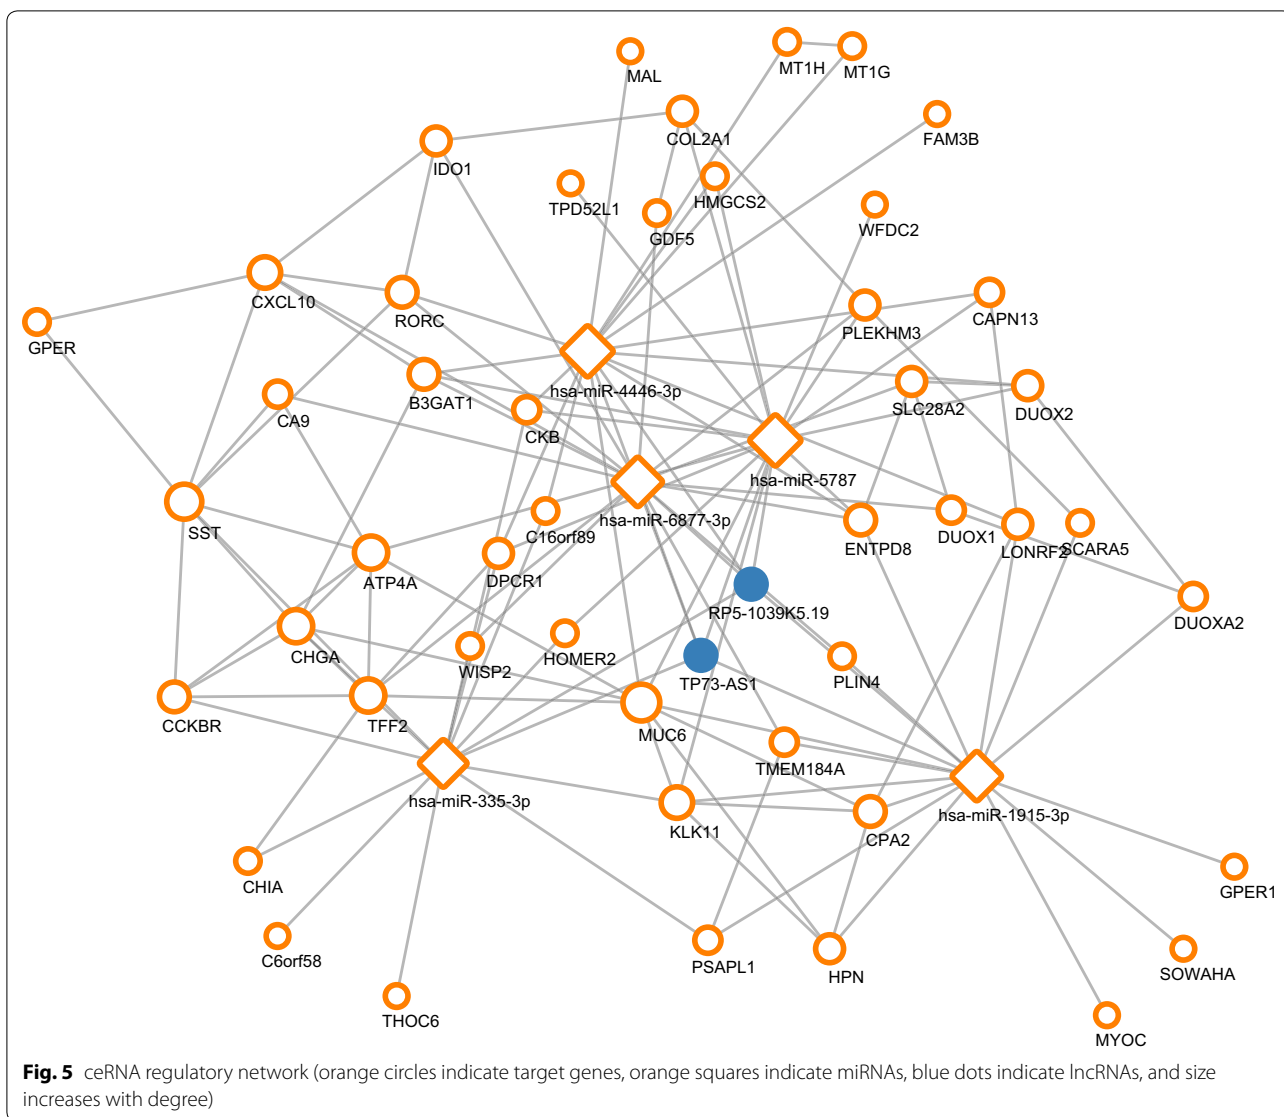 MAL
MT1H
MT1G
COL2A1
FAM3B
IDO1
TPD52L1
HMGCS2
GDF5
WFDC2
CXCL10
RORC
PLEKHM3
CAPN13
GPER
B3GAT1
hsa-miR-4446-3p
SLC28A2
DUOX2
CA9
CKB
hsa-miR-5787
hsa-miR-6877-3p
SST
C16orf89
ENTPD8
DUOX1
LONRF2
SCARA5
ATP4A
DPCR1
RP5-1039K5.19
DUOXA2
CHGA
WISP2
HOMER2
TP73-AS1
PLIN4
CCKBR
TFF2
MUC6
TMEM184A
hsa-miR-335-3p
hsa-miR-1915-3p
KLK11
CPA2
CHIA
GPER1
C6orf58
PSAPL1
HPN
SOWAHA
THOC6
MYOC
Fig. 5 ceRNA regulatory network (orange circles indicate target genes, orange squares indicate miRNAs, blue dots indicate lncRNAs, and size
increases with degree)